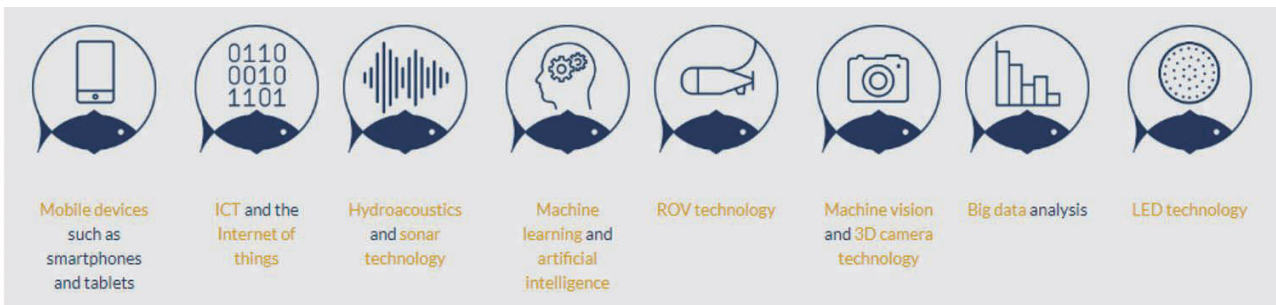 0110
0010
1101
Mobile devices
such as
smartphones
and tablets
ICT and the
Internet of
things
Hydroacoustics
and sonar
technology
Machine
learning and
artificial
intelligence
ROV technology
Machine vision
and 3D camera
technology
Big data analysis
LED technology